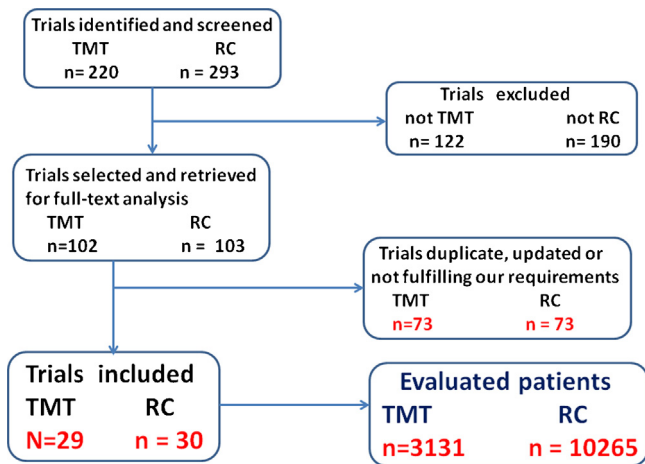 Trials identified and screened
TMT RC
n= 220 n = 293
Trials excluded
not TMT not RC
n= 122 n = 190
Trials selected and retrieved
for full-text analysis
TMT RC
n=102 n = 103
Trials duplicate, updated or
not fulfilling our requirements
TMT RC
n=73 n = 73
Trials included
TMT RC
N=29 n = 30
Evaluated patients
TMT RC
n=3131 n = 10265